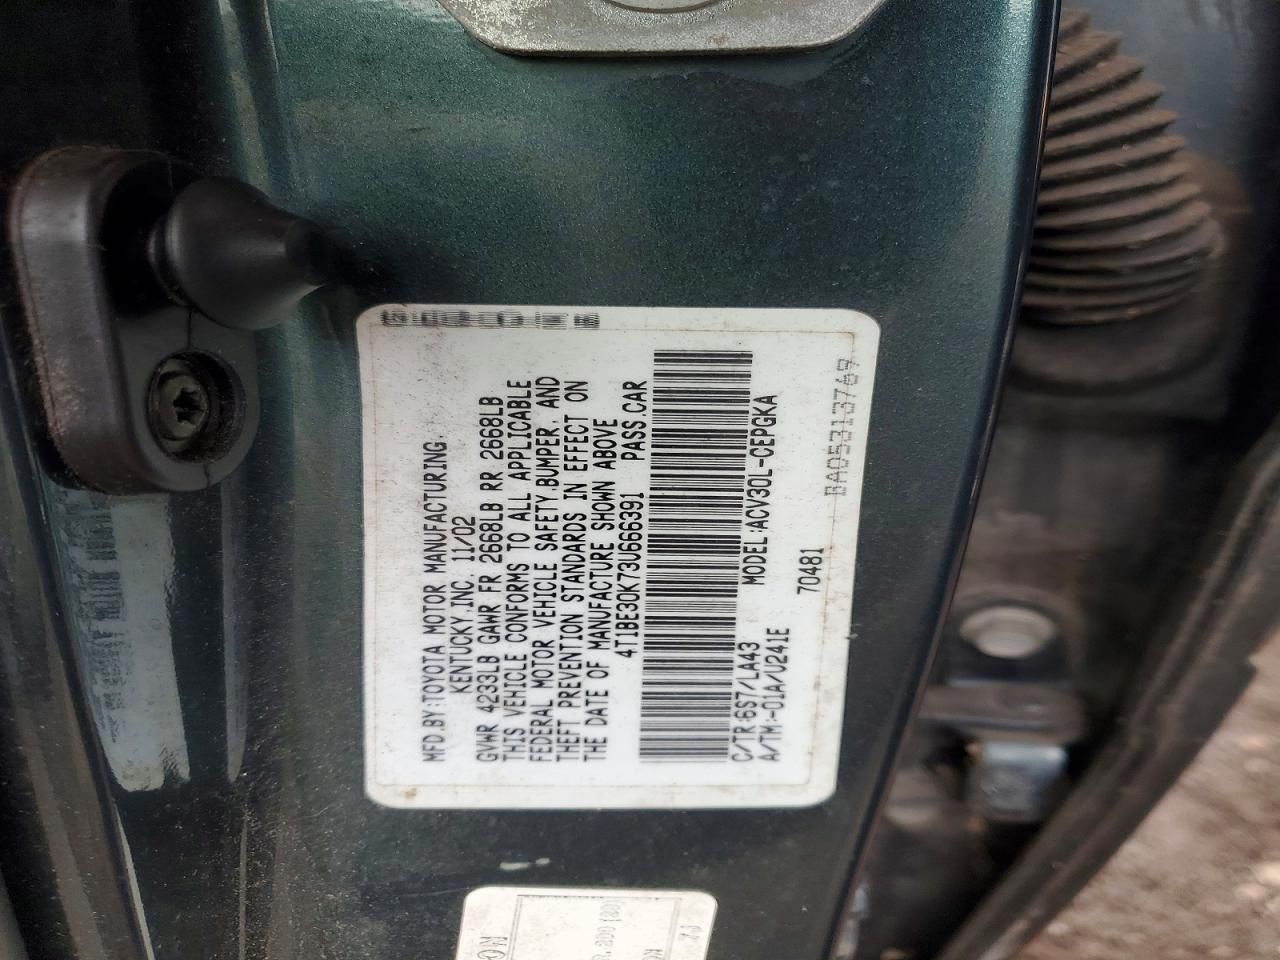 MFD.BY:TOYOTA MOTOR MANUFACTURING,
KENTUCKY,INC. 11/02
GVWR 4233LB GAWR FR 2668LB RR 2668LB
THIS VEHICLE CONFORMS TO ALL APPLICABLE
FEDERAL MOTOR VEHICLE SAFETY,BUMPER, AND
THEFT PREVENTION STANDARDS IN EFFECT ON
THE DATE OF MANUFACTURE SHOWN ABOVE
4T1BE30K73U666391 PASS.CAR
C/TR:6S7/LA43 MODEL:ACV30L-CEPGKA
A/TM:-01A/U241E
70481
BA05313769